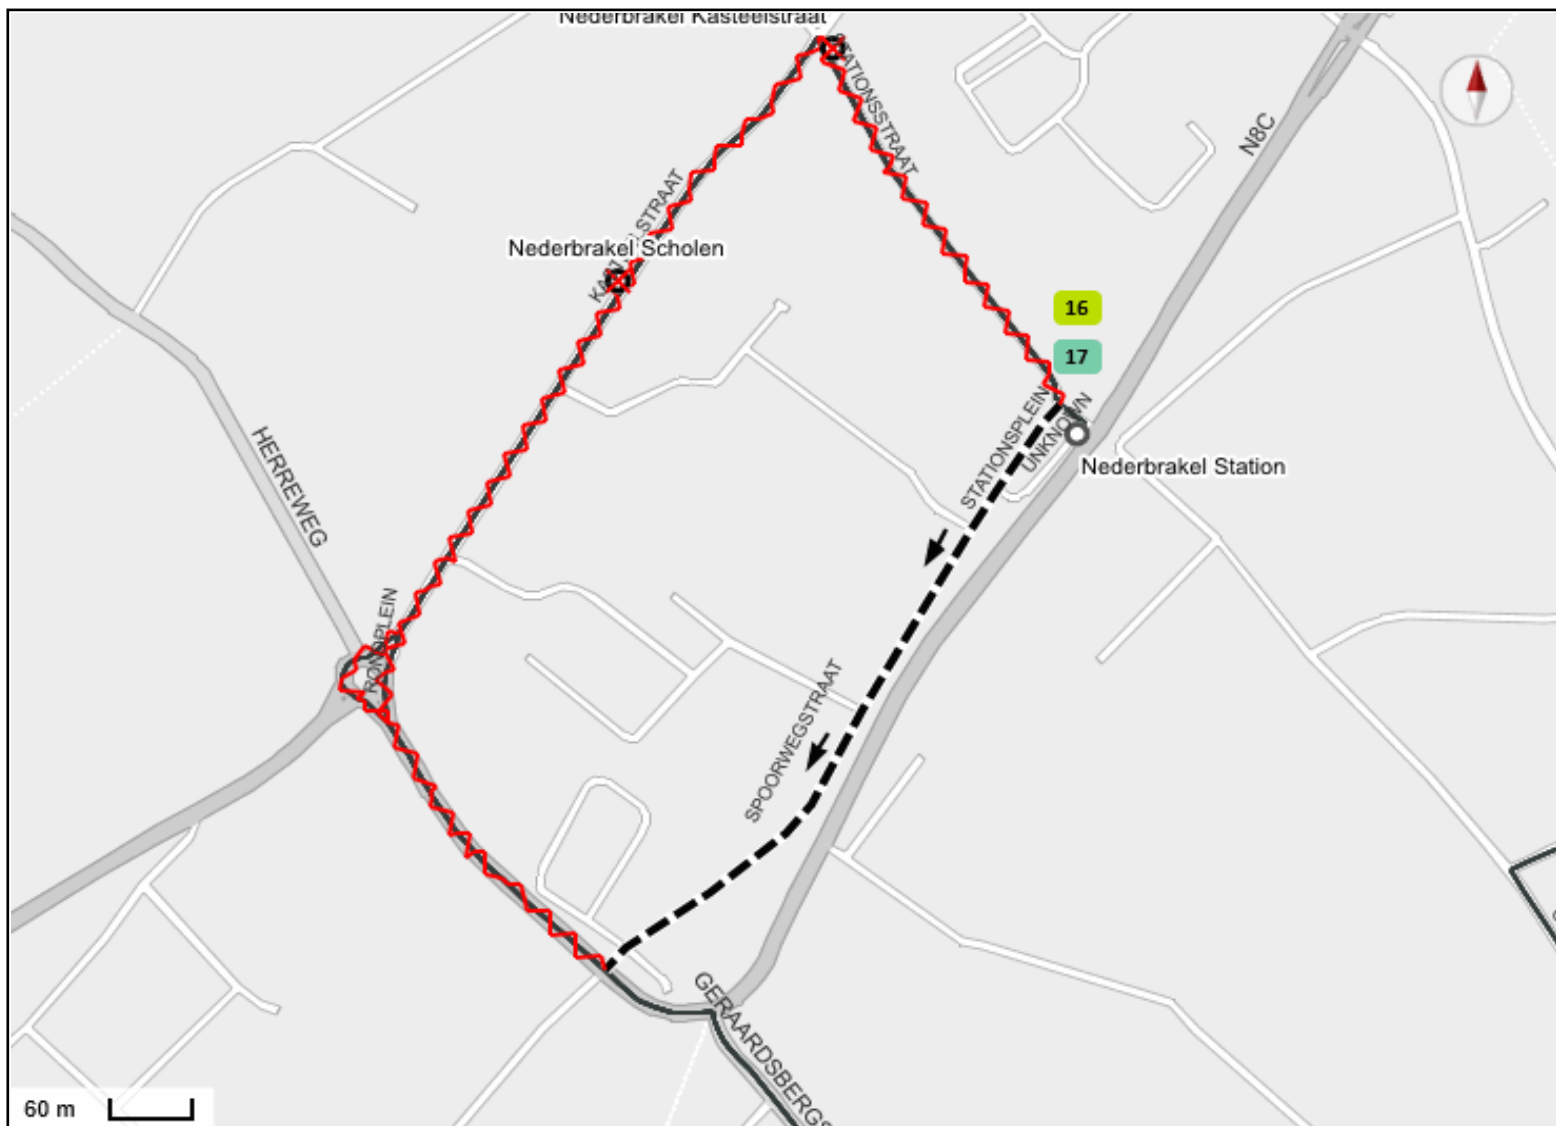 Nederbrakel Kasteelstraat
STATIONSSTRAAT
N8C
Nederbrakel Scholen
16
17
STATIONSPLEIN
UNKNOWN
Nederbrakel Station
HERREWEG
SPOORWEGSTRAAT
60 m